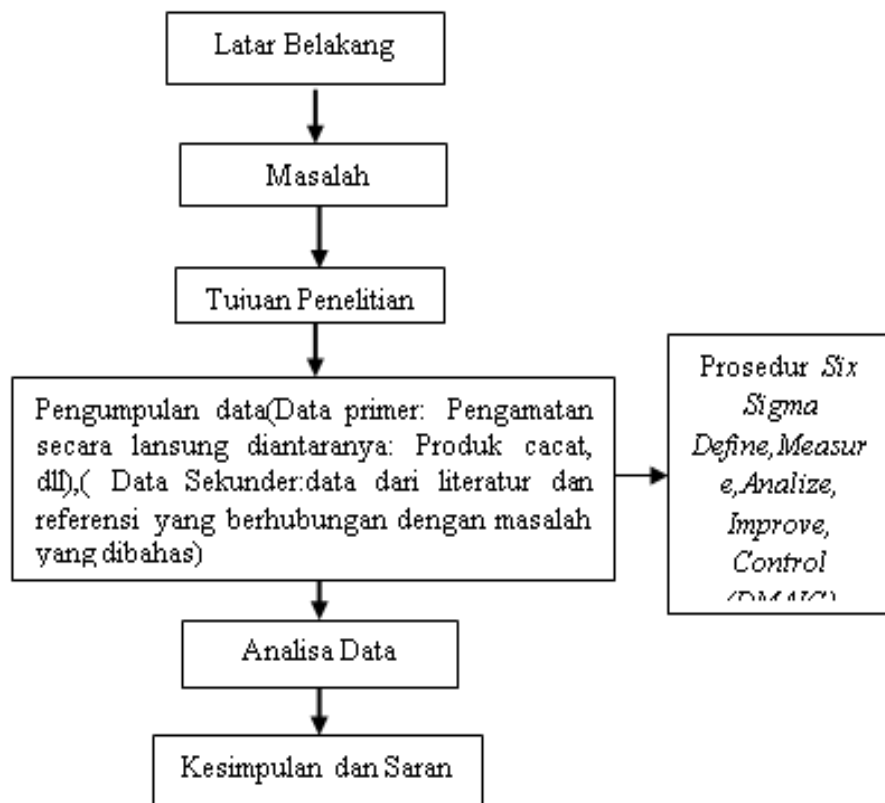 Latar Belakang
Masalah
Tujuan Penelitian
Pengumpulan data(Data primer: Pengamatan
secara lansung diantaranya: Produk cacat,
dll),( Data Sekunder:data dari literatur dan
referensi yang berhubungan dengan masalah
yang dibahas)
Prosedur Six
Sigma
Define,Measur
e,Analize,
Improve,
Control
(DMAIC)
Analisa Data
Kesimpulan dan Saran